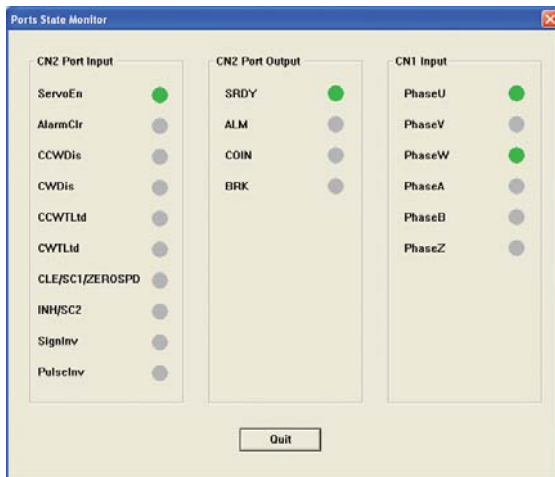 Ports State Monitor
CN2 Port Input
ServoEn
AlarmClr
CCWDis
CWDis
CCWTLtd
CWTLtd
CLE/SC1/ZEROSPD
INH/SC2
SignInv
PulseInv
CN2 Port Output
SRDY
ALM
COIN
BRK
CN1 Input
PhaseU
PhaseV
PhaseW
PhaseA
PhaseB
PhaseZ
Quit